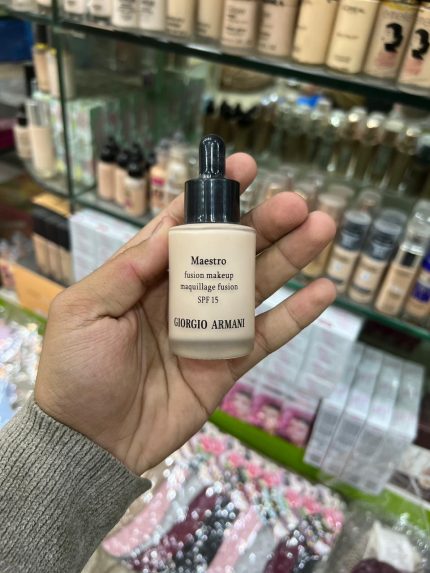 Maestro
fusion makeup
maquillage fusion
SPF 15
GIORGIO ARMANI